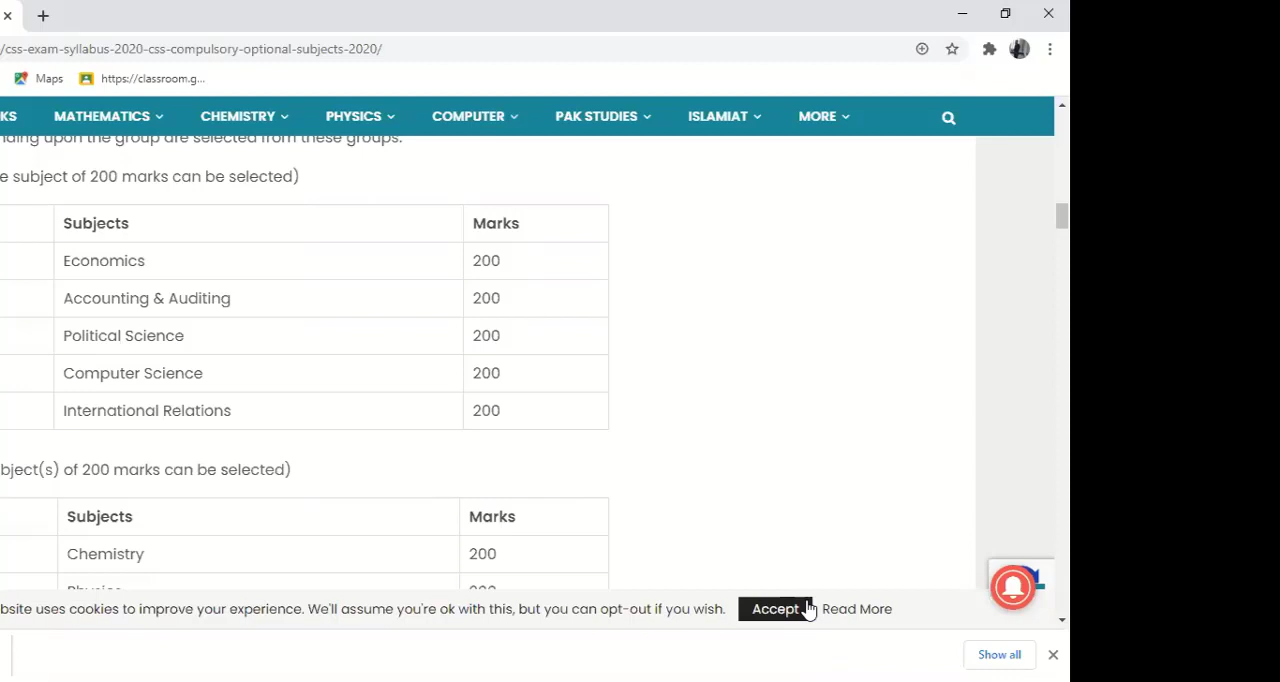 /css-exam-syllabus-2020-css-compulsory-optional-subjects-2020/
Maps https://classroom.g...
KS MATHEMATICS CHEMISTRY PHYSICS COMPUTER PAK STUDIES ISLAMIAT MORE
nding upon the group are selected from these groups.
e subject of 200 marks can be selected)
Subjects Marks
Economics 200
Accounting & Auditing 200
Political Science 200
Computer Science 200
International Relations 200
bject(s) of 200 marks can be selected)
Subjects Marks
Chemistry 200
Physics 200
bsite uses cookies to improve your experience. We'll assume you're ok with this, but you can opt-out if you wish. Accept Read More
Show all